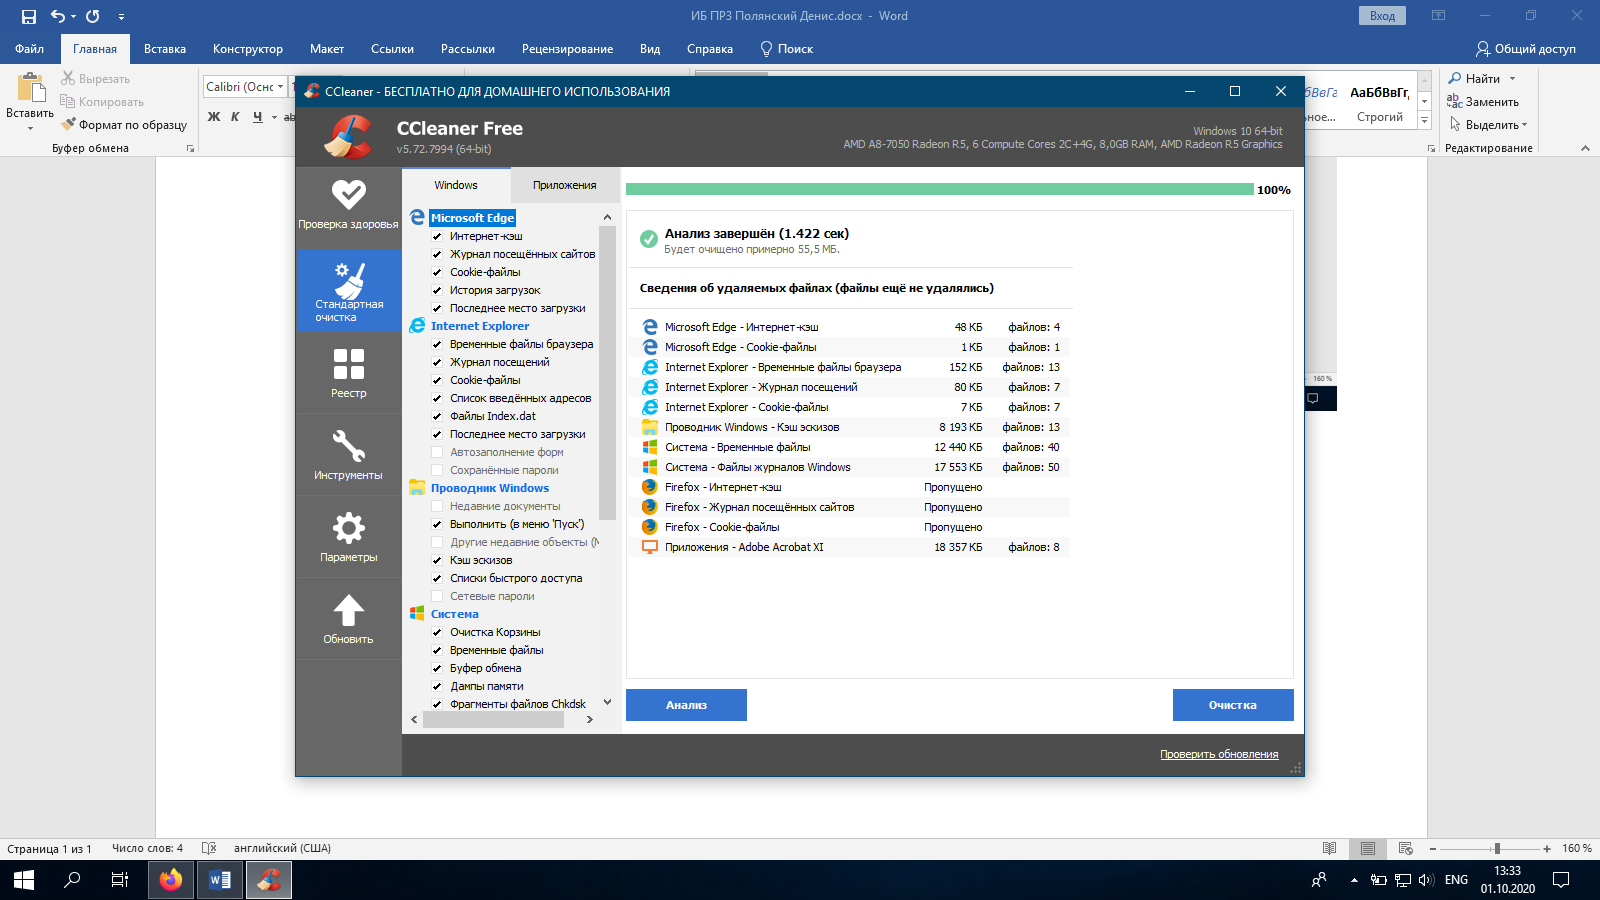 ИБ ПР3 Полянский Денис.docx - Word
Вход
Файл
Главная
Вставка
Конструктор
Макет
Ссылки
Рассылки
Рецензирование
Вид
Справка
Поиск
Общий доступ
Вставить
Вырезать
Копировать
Формат по образцу
Буфер обмена
Calibri (Оснс
Ж К Ч ab
АаБбВвГг,
Строгий
Найти
Заменить
Выделить
Редактирование
CCleaner - БЕСПЛАТНО ДЛЯ ДОМАШНЕГО ИСПОЛЬЗОВАНИЯ
CCleaner Free
v5.72.7994 (64-bit)
Windows 10 64-bit
AMD A8-7050 Radeon R5, 6 Compute Cores 2C+4G, 8,0GB RAM, AMD Radeon R5 Graphics
Проверка здоровья
Стандартная
очистка
Реестр
Инструменты
Параметры
Обновить
Windows
Приложения
Microsoft Edge
Интернет-кэш
Журнал посещённых сайтов
Cookie-файлы
История загрузок
Последнее место загрузки
Internet Explorer
Временные файлы браузера
Журнал посещений
Cookie-файлы
Список введённых адресов
Файлы Index.dat
Последнее место загрузки
Автозаполнение форм
Сохранённые пароли
Проводник Windows
Недавние документы
Выполнить (в меню 'Пуск')
Другие недавние объекты (
Кэш эскизов
Списки быстрого доступа
Сетевые пароли
Система
Очистка Корзины
Временные файлы
Буфер обмена
Дампы памяти
Фрагменты файлов Chkdsk
100%
Анализ завершён (1.422 сек)
Будет очищено примерно 55,5 МБ.
Сведения об удаляемых файлах (файлы ещё не удалялись)
Microsoft Edge - Интернет-кэш 48 КБ файлов: 4
Microsoft Edge - Cookie-файлы 1 КБ файлов: 1
Internet Explorer - Временные файлы браузера 152 КБ файлов: 13
Internet Explorer - Журнал посещений 80 КБ файлов: 7
Internet Explorer - Cookie-файлы 7 КБ файлов: 7
Проводник Windows - Кэш эскизов 8 193 КБ файлов: 13
Система - Временные файлы 12 440 КБ файлов: 40
Система - Файлы журналов Windows 17 553 КБ файлов: 50
Firefox - Интернет-кэш Пропущено
Firefox - Журнал посещённых сайтов Пропущено
Firefox - Cookie-файлы Пропущено
Приложения - Adobe Acrobat XI 18 357 КБ файлов: 8
Анализ
Очистка
Проверить обновления
160 %
Страница 1 из 1
Число слов: 4
английский (США)
160 %
ENG
13:33
01.10.2020